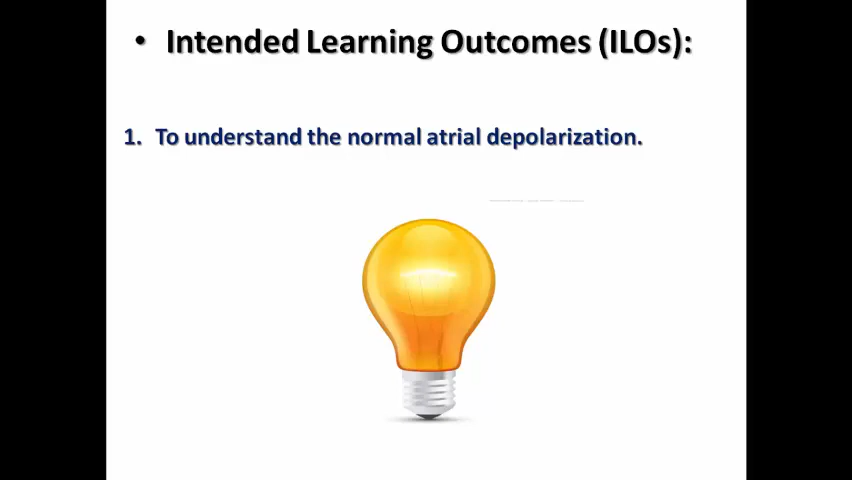 • Intended Learning Outcomes (ILOs):
1. To understand the normal atrial depolarization.